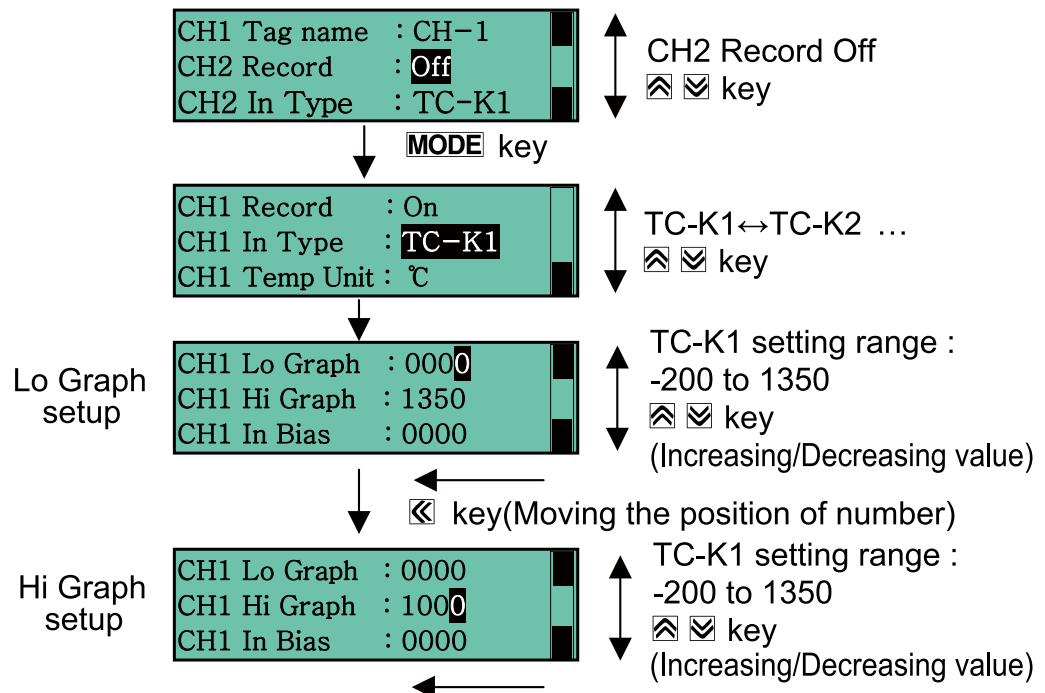 CH1 Tag name : CH-1
CH2 Record : Off
CH2 In Type : TC-K1
CH2 Record Off
key
MODE key
CH1 Record : On
CH1 In Type : TC-K1
CH1 Temp Unit : ℃
TC-K1↔TC-K2 ...
key
Lo Graph
setup
CH1 Lo Graph : 0000
CH1 Hi Graph : 1350
CH1 In Bias : 0000
TC-K1 setting range :
-200 to 1350
key
(Increasing/Decreasing value)
key(Moving the position of number)
Hi Graph
setup
CH1 Lo Graph : 0000
CH1 Hi Graph : 1000
CH1 In Bias : 0000
TC-K1 setting range :
-200 to 1350
key
(Increasing/Decreasing value)